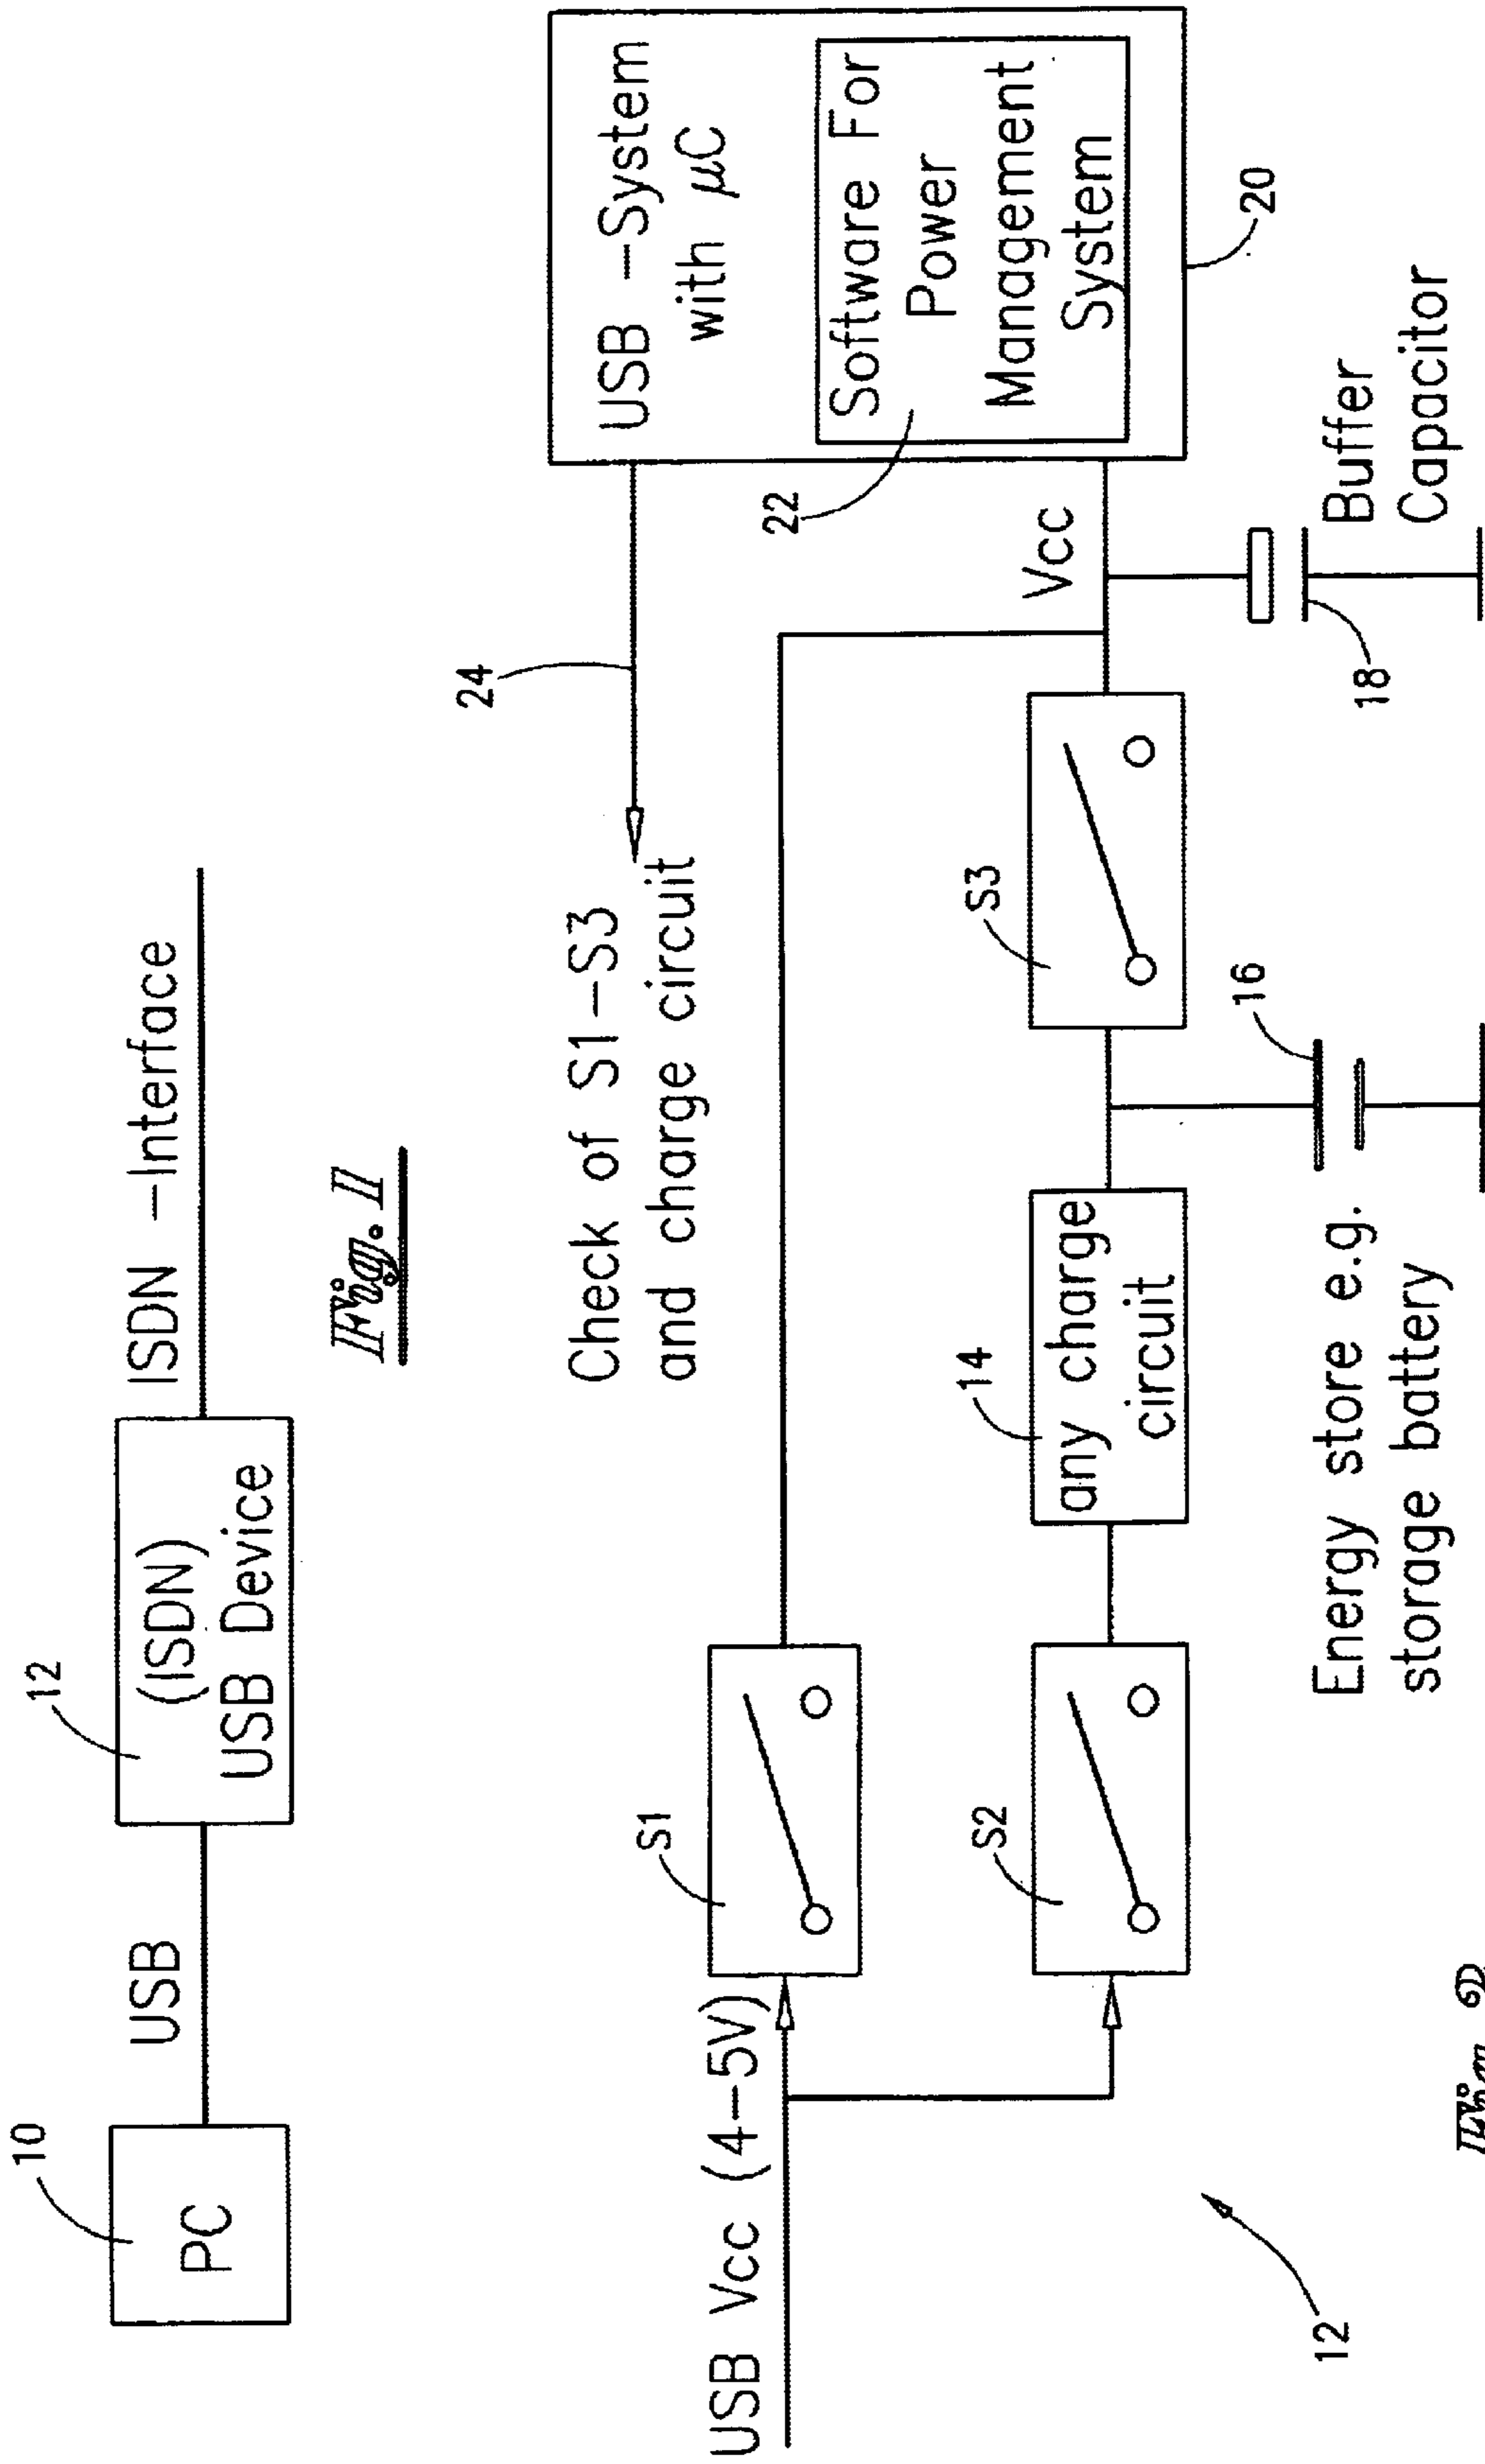 10
PC
USB
12
(ISDN)
USB Device
ISDN -Interface
Fig. 1
USB Vcc (4-5V)
S1
S2
12
14
any charge
circuit
Energy store e.g.
storage battery
16
S3
Check of S1-S3
and charge circuit
24
Vcc
18
Buffer
Capacitor
USB -System
with µC
22
Software For
Power
Management
System
20